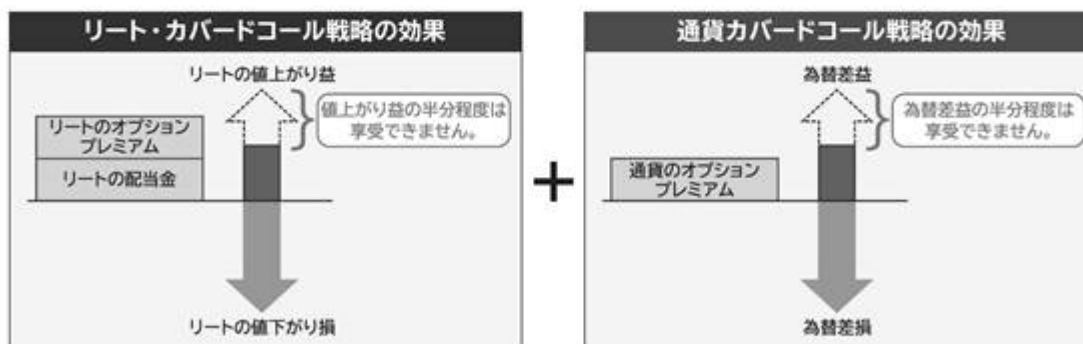 リート・カバードコール戦略の効果
リートの値上がり益
値上がり益の半分程度は
享受できません。
リートのオプション
プレミアム
リートの配当金
リートの値下がり損
+
通貨カバードコール戦略の効果
為替差益
為替差益の半分程度は
享受できません。
通貨のオプション
プレミアム
為替差損